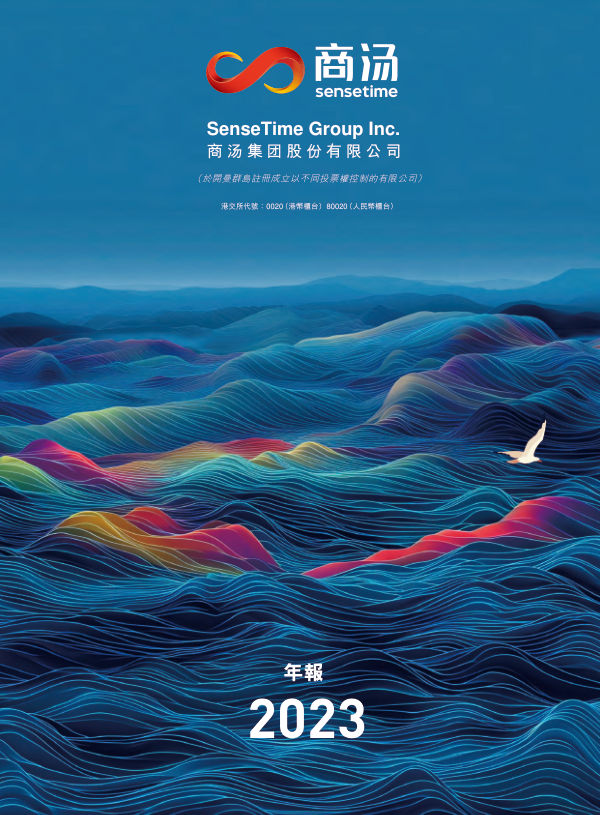 商汤
sensetime
SenseTime Group Inc.
商汤集团股份有限公司
（於開曼群島註冊成立以不同投票權控制的有限公司）
港交所代號：0020（港幣櫃台） 80020（人民幣櫃台）
年報
2023